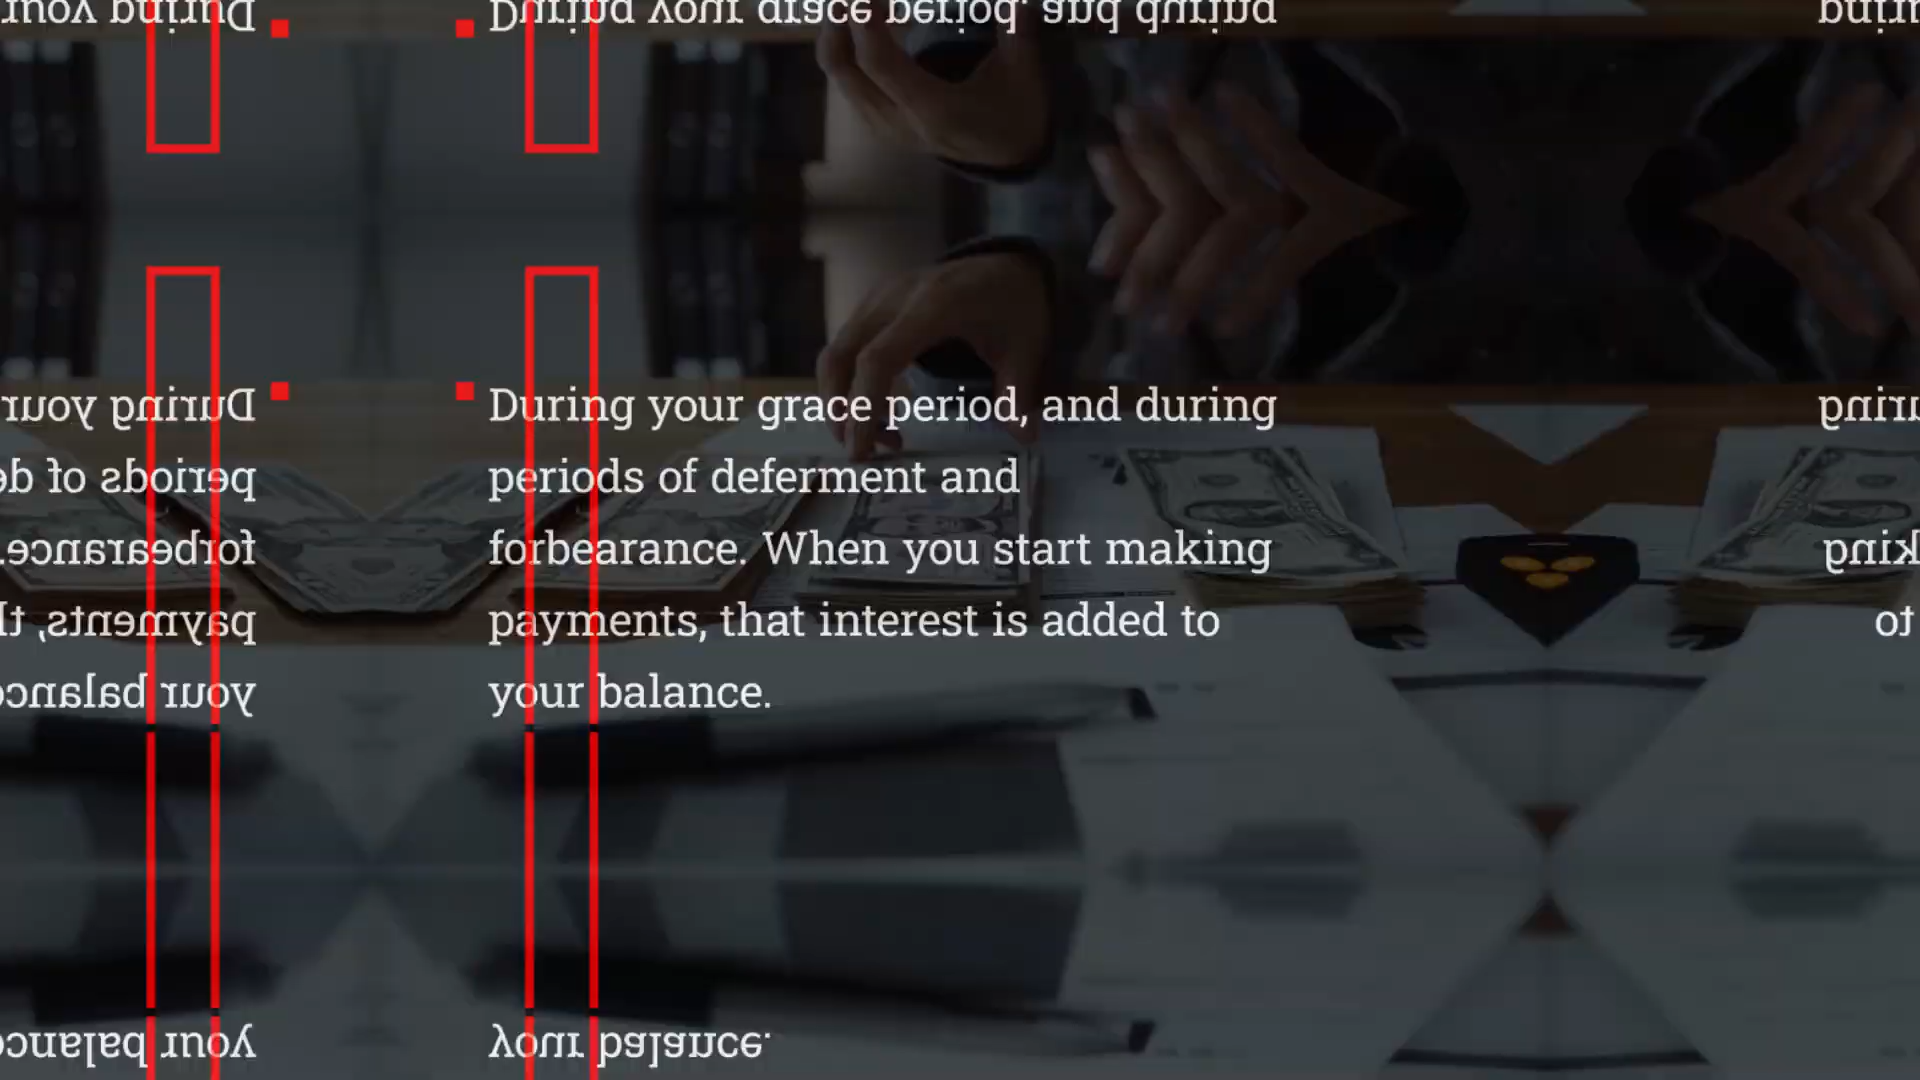 During your grace period, and during
periods of deferment and
forbearance. When you start making
payments, that interest is added to
your balance.